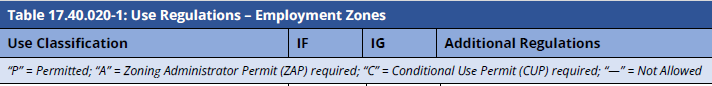 Table 17.40.020-1: Use Regulations – Employment Zones
Use Classification IF IG Additional Regulations
“P” = Permitted; “A” = Zoning Administrator Permit (ZAP) required; “C” = Conditional Use Permit (CUP) required; “—” = Not Allowed